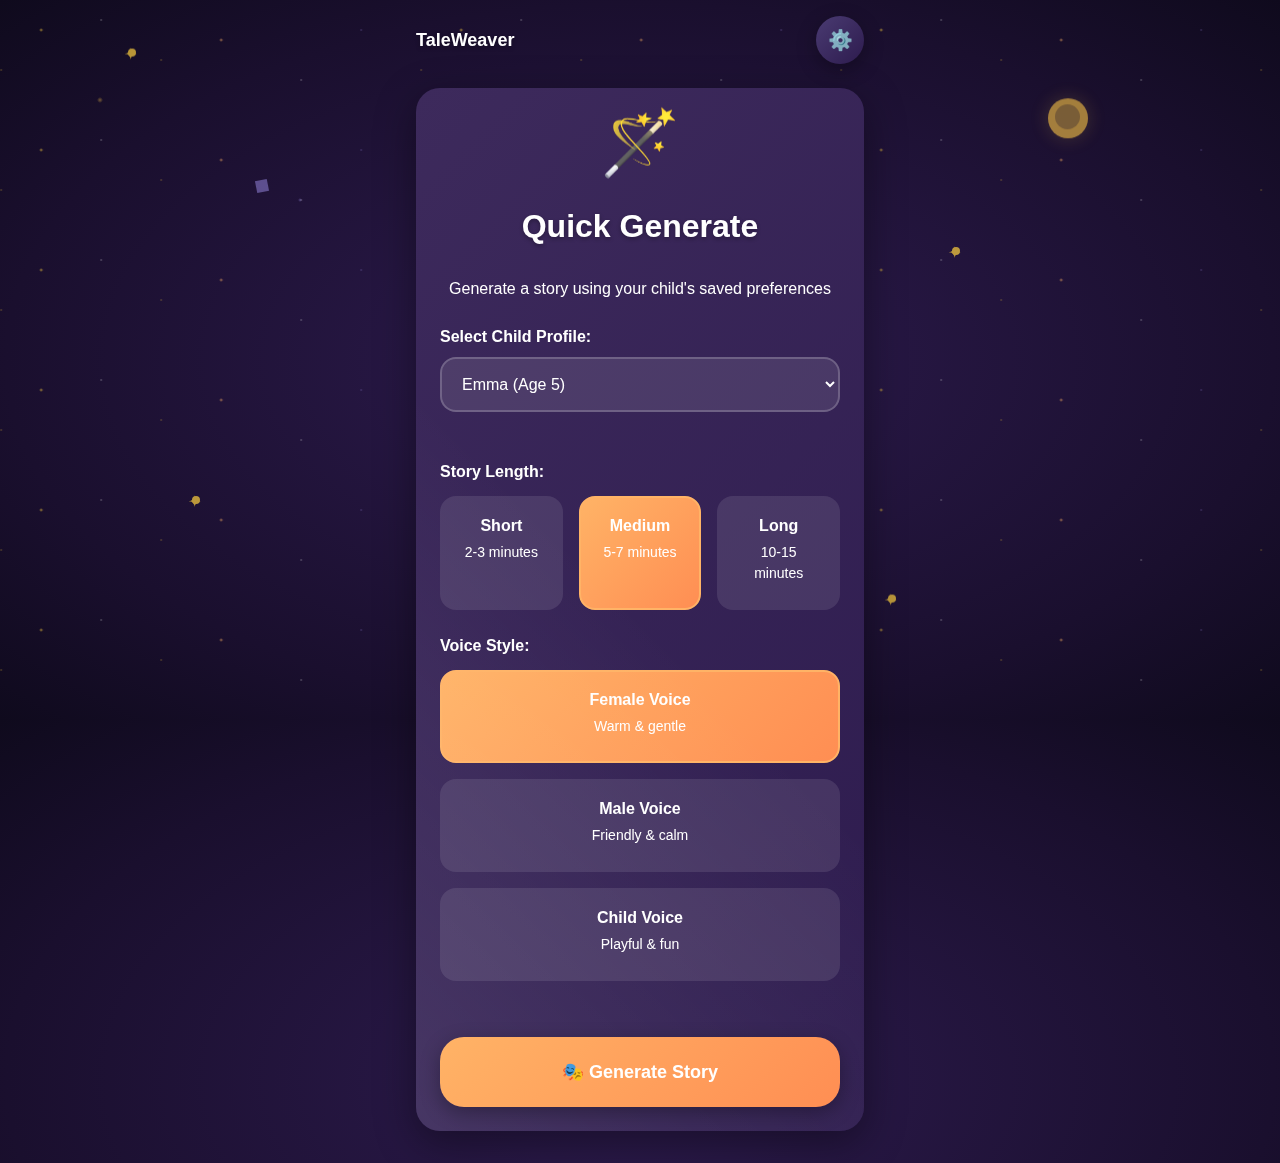 TaleWeaver
Quick Generate
Generate a story using your child's saved preferences
Select Child Profile:
Emma (Age 5)
Story Length:
Short
2-3 minutes
Medium
5-7 minutes
Long
10-15
minutes
Voice Style:
Female Voice
Warm & gentle
Male Voice
Friendly & calm
Child Voice
Playful & fun
🎭 Generate Story